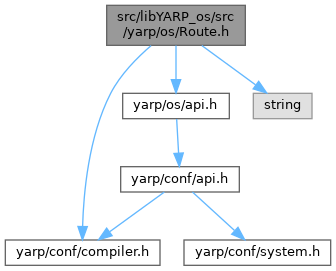 src/libYARP_os/src
/yarp/os/Route.h
yarp/os/api.h
string
yarp/conf/api.h
yarp/conf/compiler.h
yarp/conf/system.h